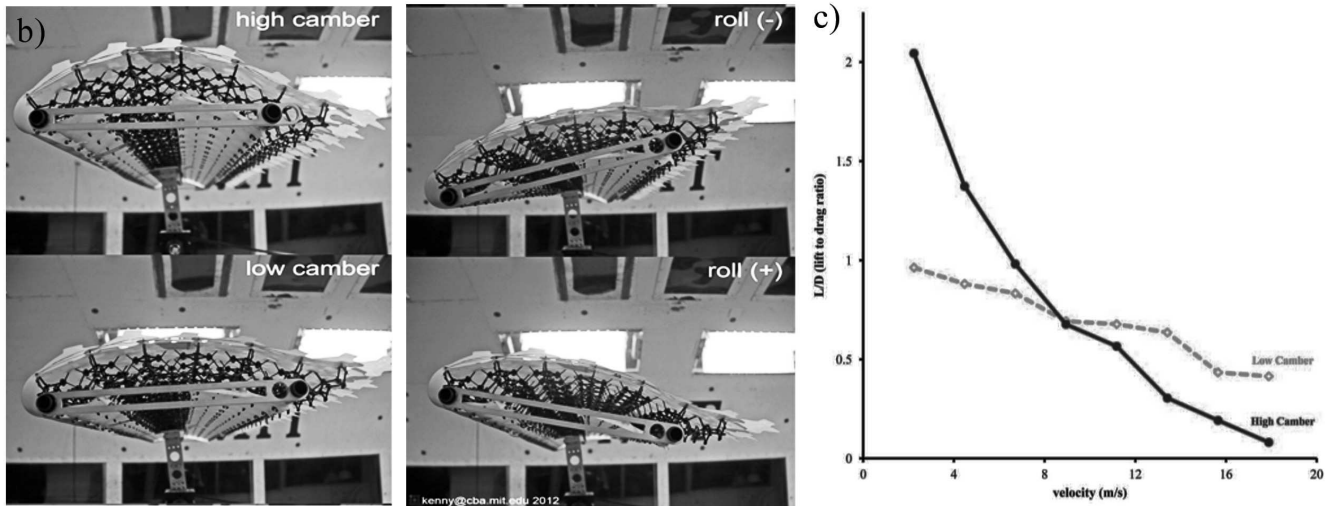 b)
high camber
roll (-)
low camber
roll (+)
kenny@cba.mit.edu 2012
c)
2
1.5
1
0.5
0
L/D (lift to drag ratio)
Low Camber
High Camber
0
4
8
12
16
20
velocity (m/s)